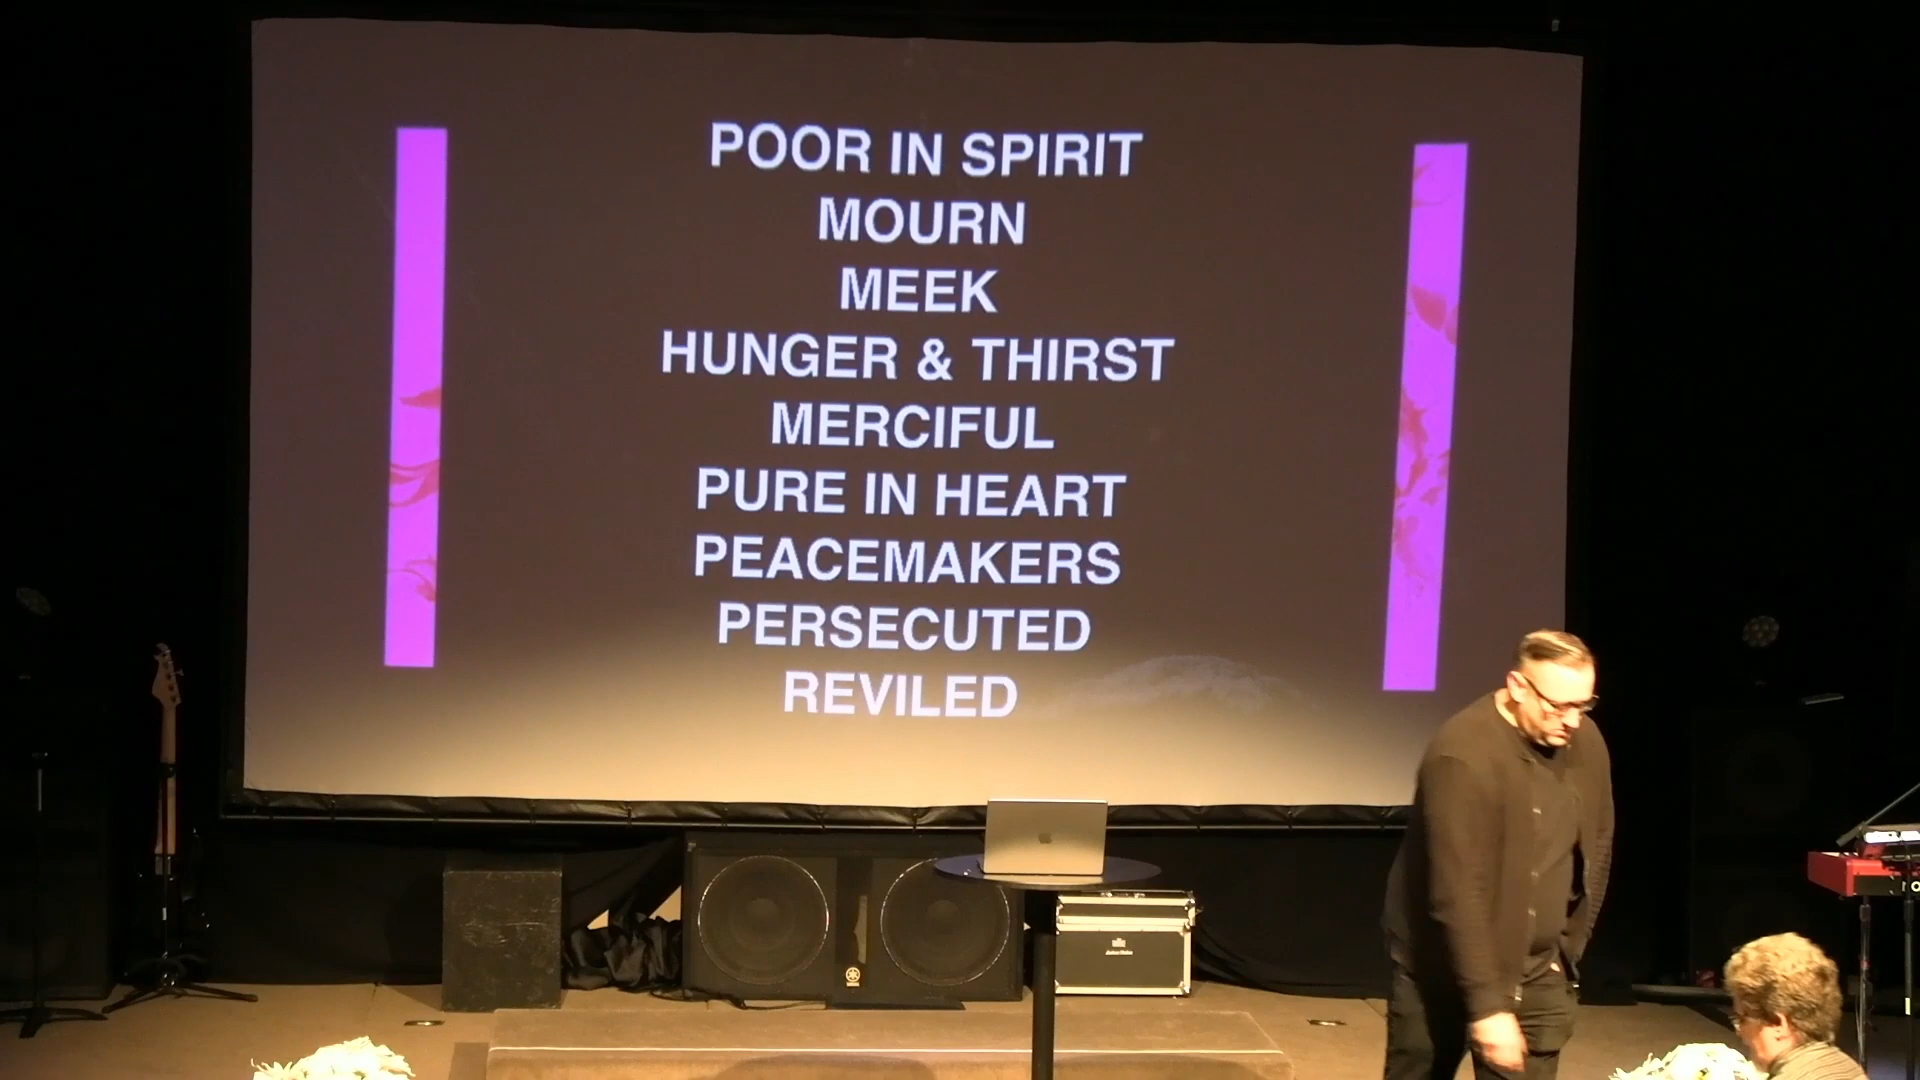 POOR IN SPIRIT
MOURN
MEEK
HUNGER & THIRST
MERCIFUL
PURE IN HEART
PEACEMAKERS
PERSECUTED
REVILED